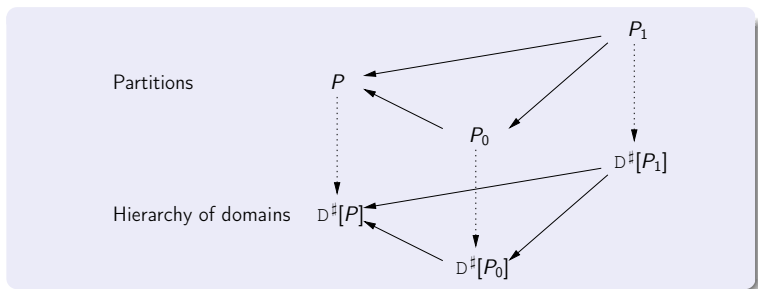 P₁
Partitions P
P₀
𝔻♯[P₁]
Hierarchy of domains 𝔻♯[P]
𝔻♯[P₀]